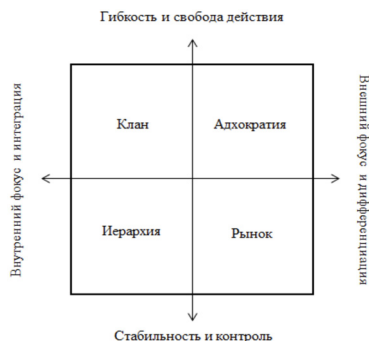 Гибкость и свобода действия
Внутренний фокус и интеграция
Клан
Адхократия
Внешний фокус и дифференциация
Иерархия
Рынок
Стабильность и контроль